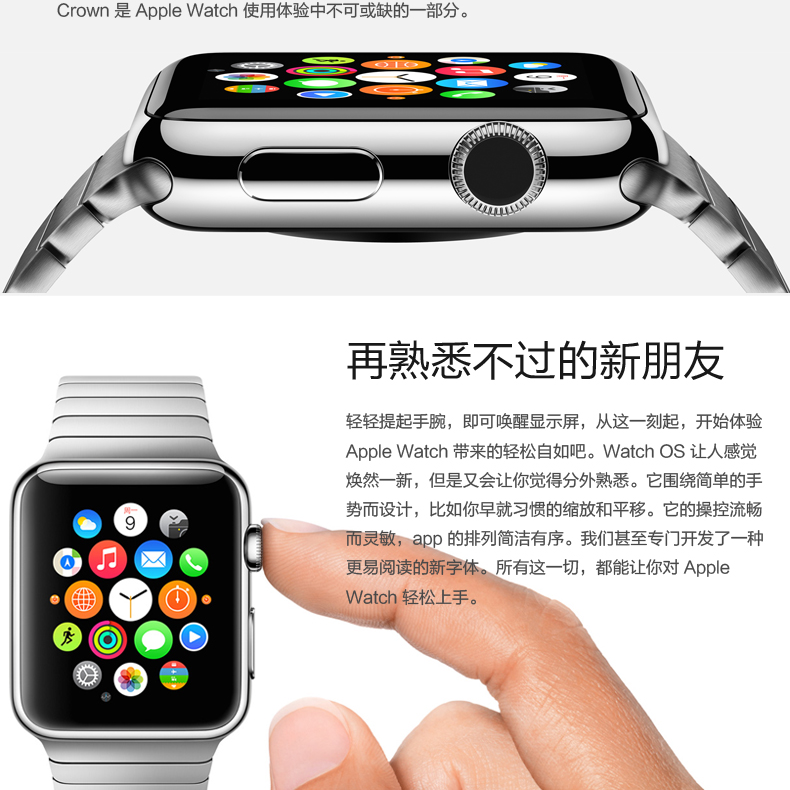 Crown 是 Apple Watch 使用体验中不可或缺的一部分。
再熟悉不过的新朋友
轻轻提起手腕，即可唤醒显示屏，从这一刻起，开始体验
Apple Watch 带来的轻松自如吧。Watch OS 让人感觉
焕然一新，但是又会让你觉得分外熟悉。它围绕简单的手
势而设计，比如你早就习惯的缩放和平移。它的操控流畅
而灵敏，app 的排列简洁有序。我们甚至专门开发了一种
更易阅读的新字体。所有这一切，都能让你对 Apple
Watch 轻松上手。
周一
9